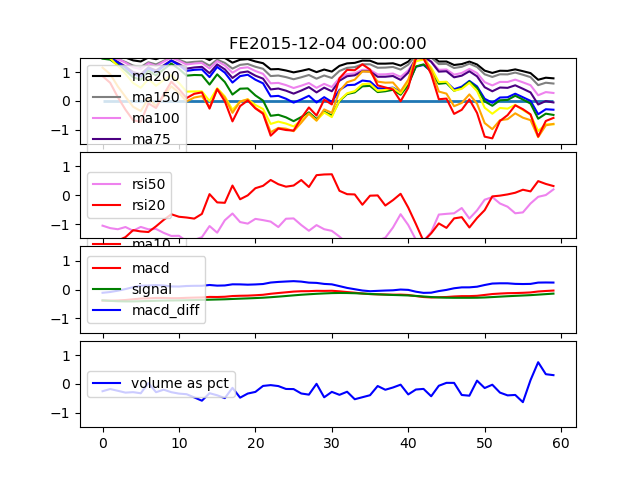 FE2015-12-04 00:00:00
1
0
−1
ma200
ma150
ma100
ma75
1
0
−1
rsi50
rsi20
ma10
1
0
−1
macd
signal
macd_diff
1
0
−1
volume as pct
0 10 20 30 40 50 60